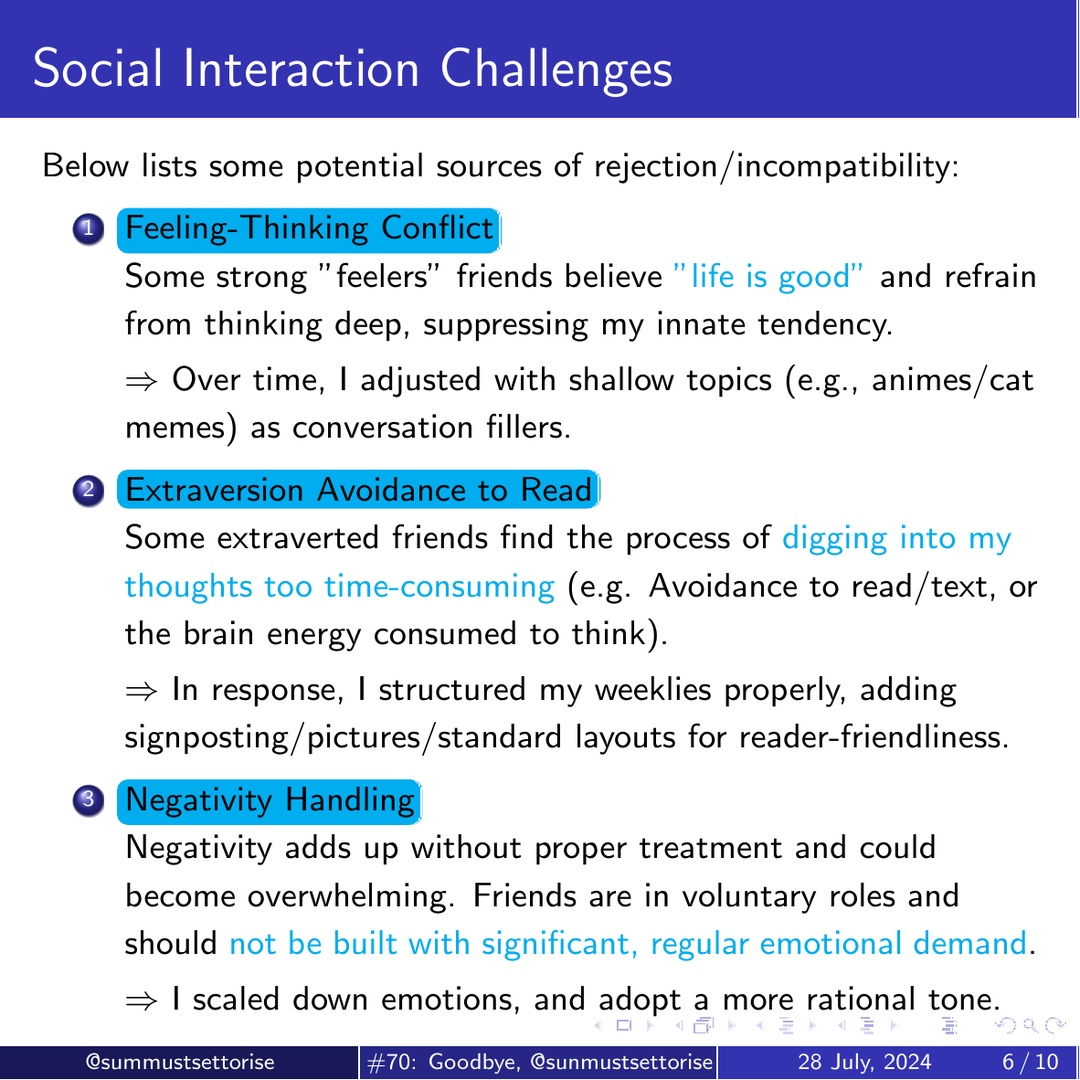 Social Interaction Challenges
Below lists some potential sources of rejection/incompatibility:
1 Feeling-Thinking Conflict
Some strong ”feelers” friends believe ”life is good” and refrain
from thinking deep, suppressing my innate tendency.
⇒ Over time, I adjusted with shallow topics (e.g., animes/cat
memes) as conversation fillers.
2 Extraversion Avoidance to Read
Some extraverted friends find the process of digging into my
thoughts too time-consuming (e.g. Avoidance to read/text, or
the brain energy consumed to think).
⇒ In response, I structured my weeklies properly, adding
signposting/pictures/standard layouts for reader-friendliness.
3 Negativity Handling
Negativity adds up without proper treatment and could
become overwhelming. Friends are in voluntary roles and
should not be built with significant, regular emotional demand.
⇒ I scaled down emotions, and adopt a more rational tone.
@summustsettorise #70: Goodbye, @sunmustsettorise 28 July, 2024 6 / 10